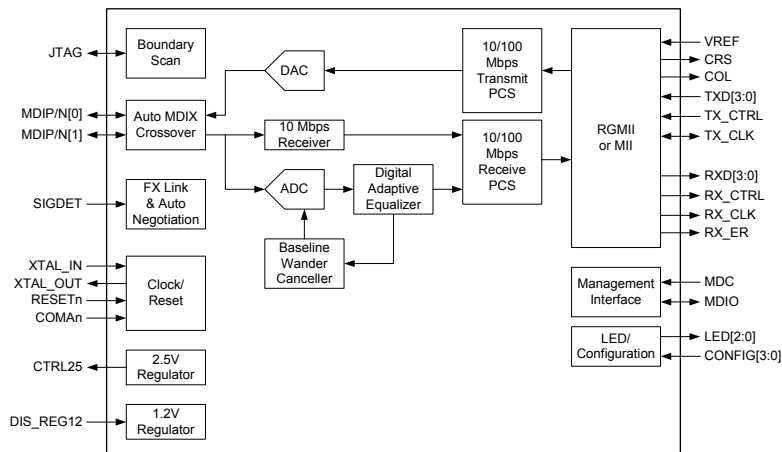 JTAG
Boundary
Scan
MDIP/N[0]
MDIP/N[1]
Auto MDIX
Crossover
SIGDET
FX Link
& Auto
Negotiation
XTAL_IN
XTAL_OUT
RESETn
COMAn
Clock/
Reset
CTRL25
2.5V
Regulator
DIS_REG12
1.2V
Regulator
DAC
10 Mbps
Receiver
ADC
Digital
Adaptive
Equalizer
Baseline
Wander
Canceller
10/100
Mbps
Transmit
PCS
10/100
Mbps
Receive
PCS
RGMII
or MII
VREF
CRS
COL
TXD[3:0]
TX_CTRL
TX_CLK
RXD[3:0]
RX_CTRL
RX_CLK
RX_ER
Management
Interface
MDC
MDIO
LED/
Configuration
LED[2:0]
CONFIG[3:0]